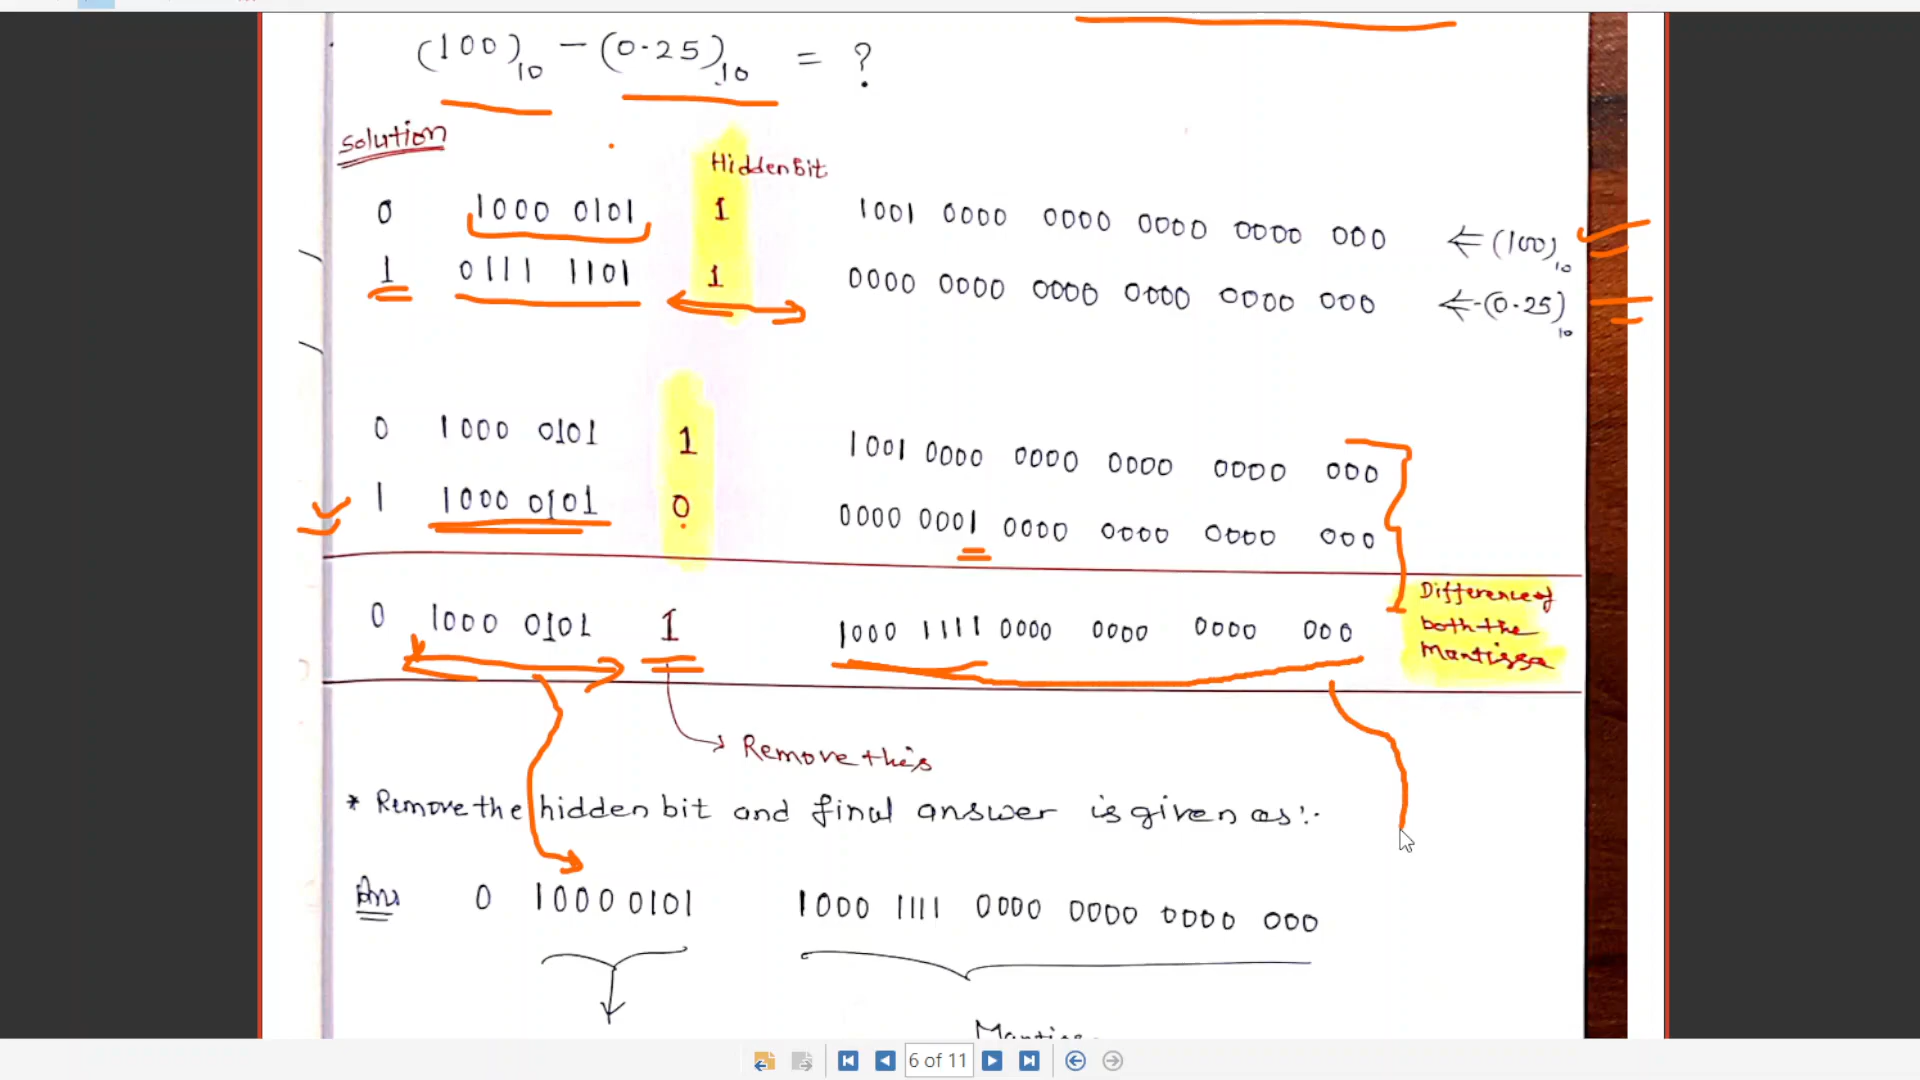 (100)₁₀ – (0.25)₁₀ = ?
Solution
Hidden bit
0 1000 0101 1 1001 0000 0000 0000 0000 000 ← (100)₁₀
1 0111 1101 1 0000 0000 0000 0000 0000 000 ← -(0.25)₁₀
0 1000 0101 1 1001 0000 0000 0000 0000 000
1 1000 0101 0 0000 0001 0000 0000 0000 000
0 1000 0101 1 1000 1111 0000 0000 0000 000
Difference of
both the
Mantissa
→ Remove this
* Remove the hidden bit and final answer is given as:-
Ans. 0 1000 0101 1000 1111 0000 0000 0000 000
6 of 11